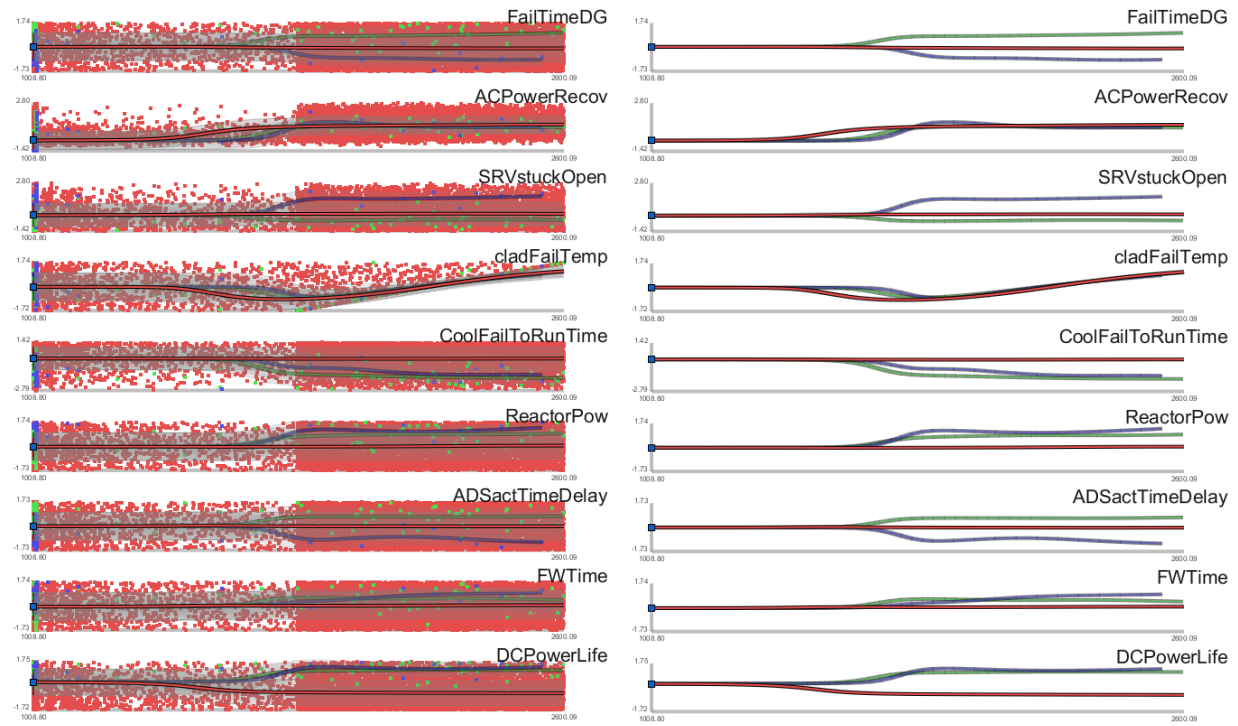 1.74 FailTimeDG
-1.73
1008.80 2600.09
1.74 FailTimeDG
-1.73
1008.80 2600.09
2.80 ACPowerRecov
-1.42
1008.80 2600.09
2.80 ACPowerRecov
-1.42
1008.80 2600.09
2.80 SRVstuckOpen
-1.42
1008.80 2600.09
2.80 SRVstuckOpen
-1.42
1008.80 2600.09
1.74 cladFailTemp
-1.72
1008.80 2600.09
1.74 cladFailTemp
-1.72
1008.80 2600.09
1.42 CoolFailToRunTime
-2.79
1008.80 2600.09
1.42 CoolFailToRunTime
-2.79
1008.80 2600.09
1.74 ReactorPow
-1.73
1008.80 2600.09
1.74 ReactorPow
-1.73
1008.80 2600.09
1.73 ADSactTimeDelay
-1.73
1008.80 2600.09
1.73 ADSactTimeDelay
-1.73
1008.80 2600.09
1.74 FWTime
-1.73
1008.80 2600.09
1.74 FWTime
-1.73
1008.80 2600.09
1.75 DCPowerLife
-1.72
1008.80 2600.09
1.75 DCPowerLife
-1.72
1008.80 2600.09